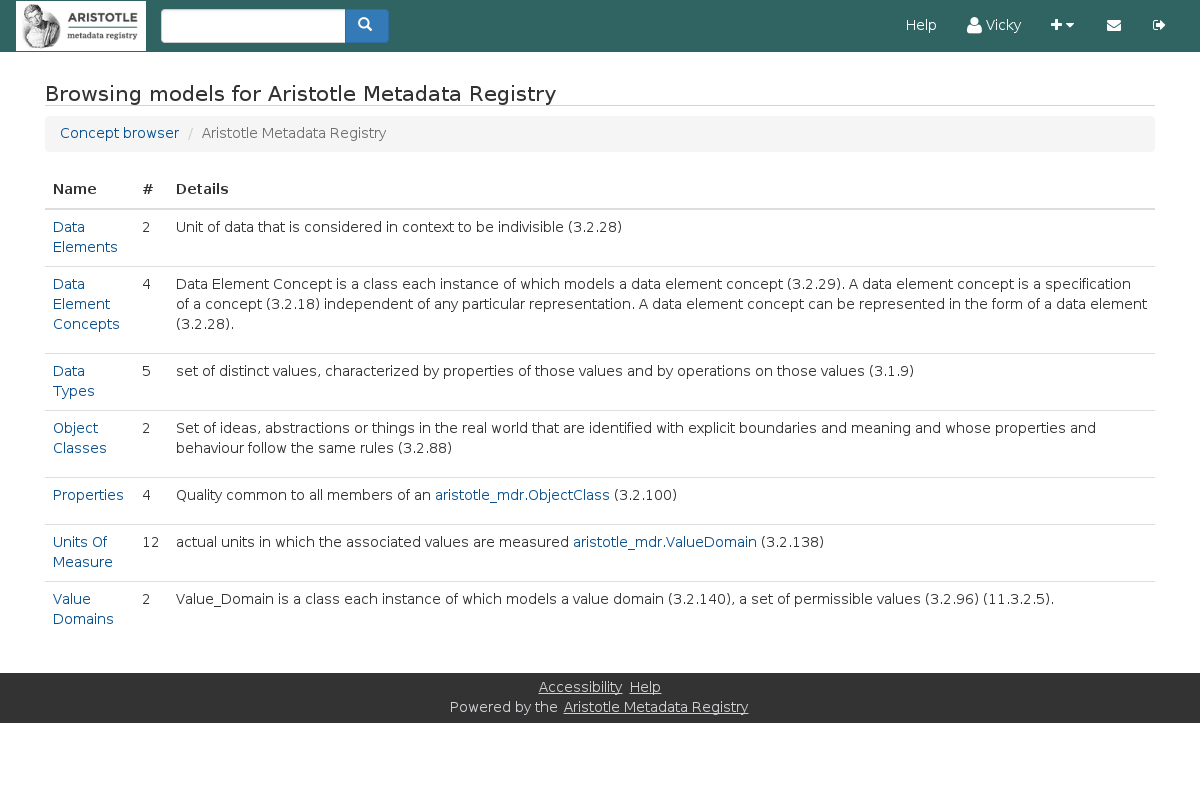 ARISTOTLE
metadata registry
Help
Vicky
Browsing models for Aristotle Metadata Registry
Concept browser / Aristotle Metadata Registry
Name # Details
Data Elements 2 Unit of data that is considered in context to be indivisible (3.2.28)
Data Element Concepts 4 Data Element Concept is a class each instance of which models a data element concept (3.2.29). A data element concept is a specification
of a concept (3.2.18) independent of any particular representation. A data element concept can be represented in the form of a data element
(3.2.28).
Data Types 5 set of distinct values, characterized by properties of those values and by operations on those values (3.1.9)
Object Classes 2 Set of ideas, abstractions or things in the real world that are identified with explicit boundaries and meaning and whose properties and
behaviour follow the same rules (3.2.88)
Properties 4 Quality common to all members of an aristotle_mdr.ObjectClass (3.2.100)
Units Of Measure 12 actual units in which the associated values are measured aristotle_mdr.ValueDomain (3.2.138)
Value Domains 2 Value_Domain is a class each instance of which models a value domain (3.2.140), a set of permissible values (3.2.96) (11.3.2.5).
Accessibility Help
Powered by the Aristotle Metadata Registry